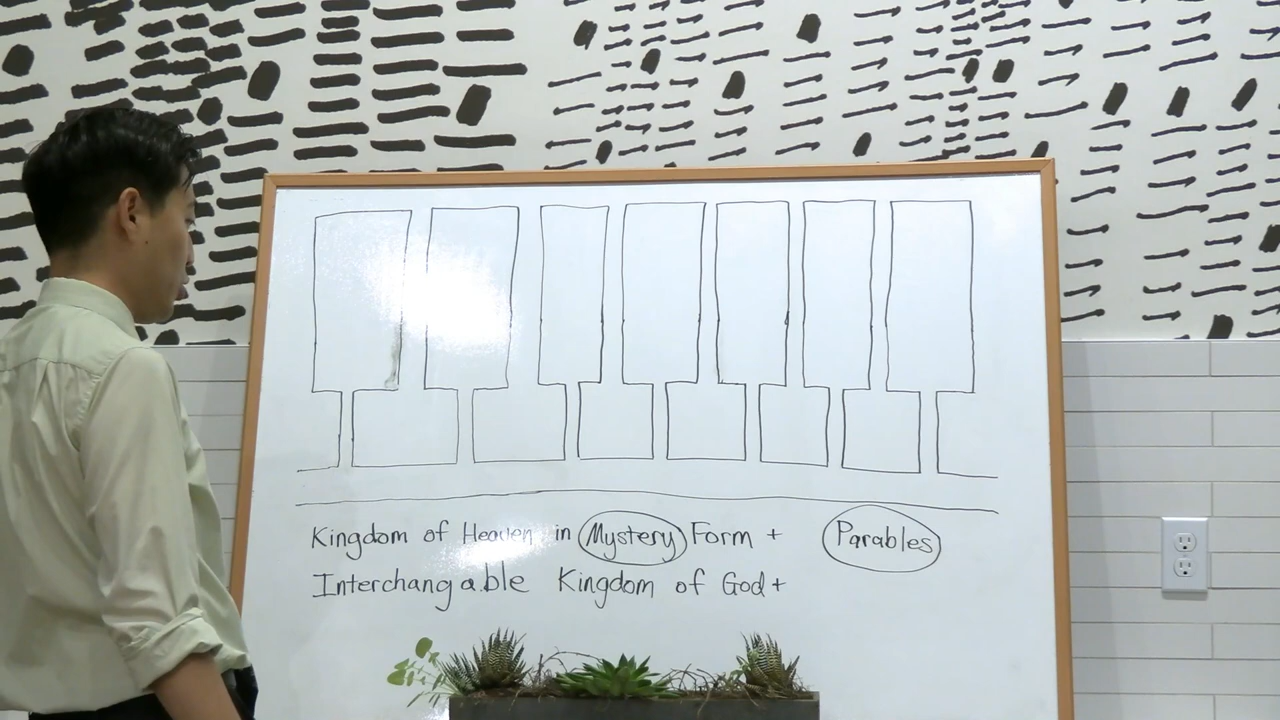 Kingdom of Heaven in Mystery Form + Parables
Interchangable Kingdom of God +